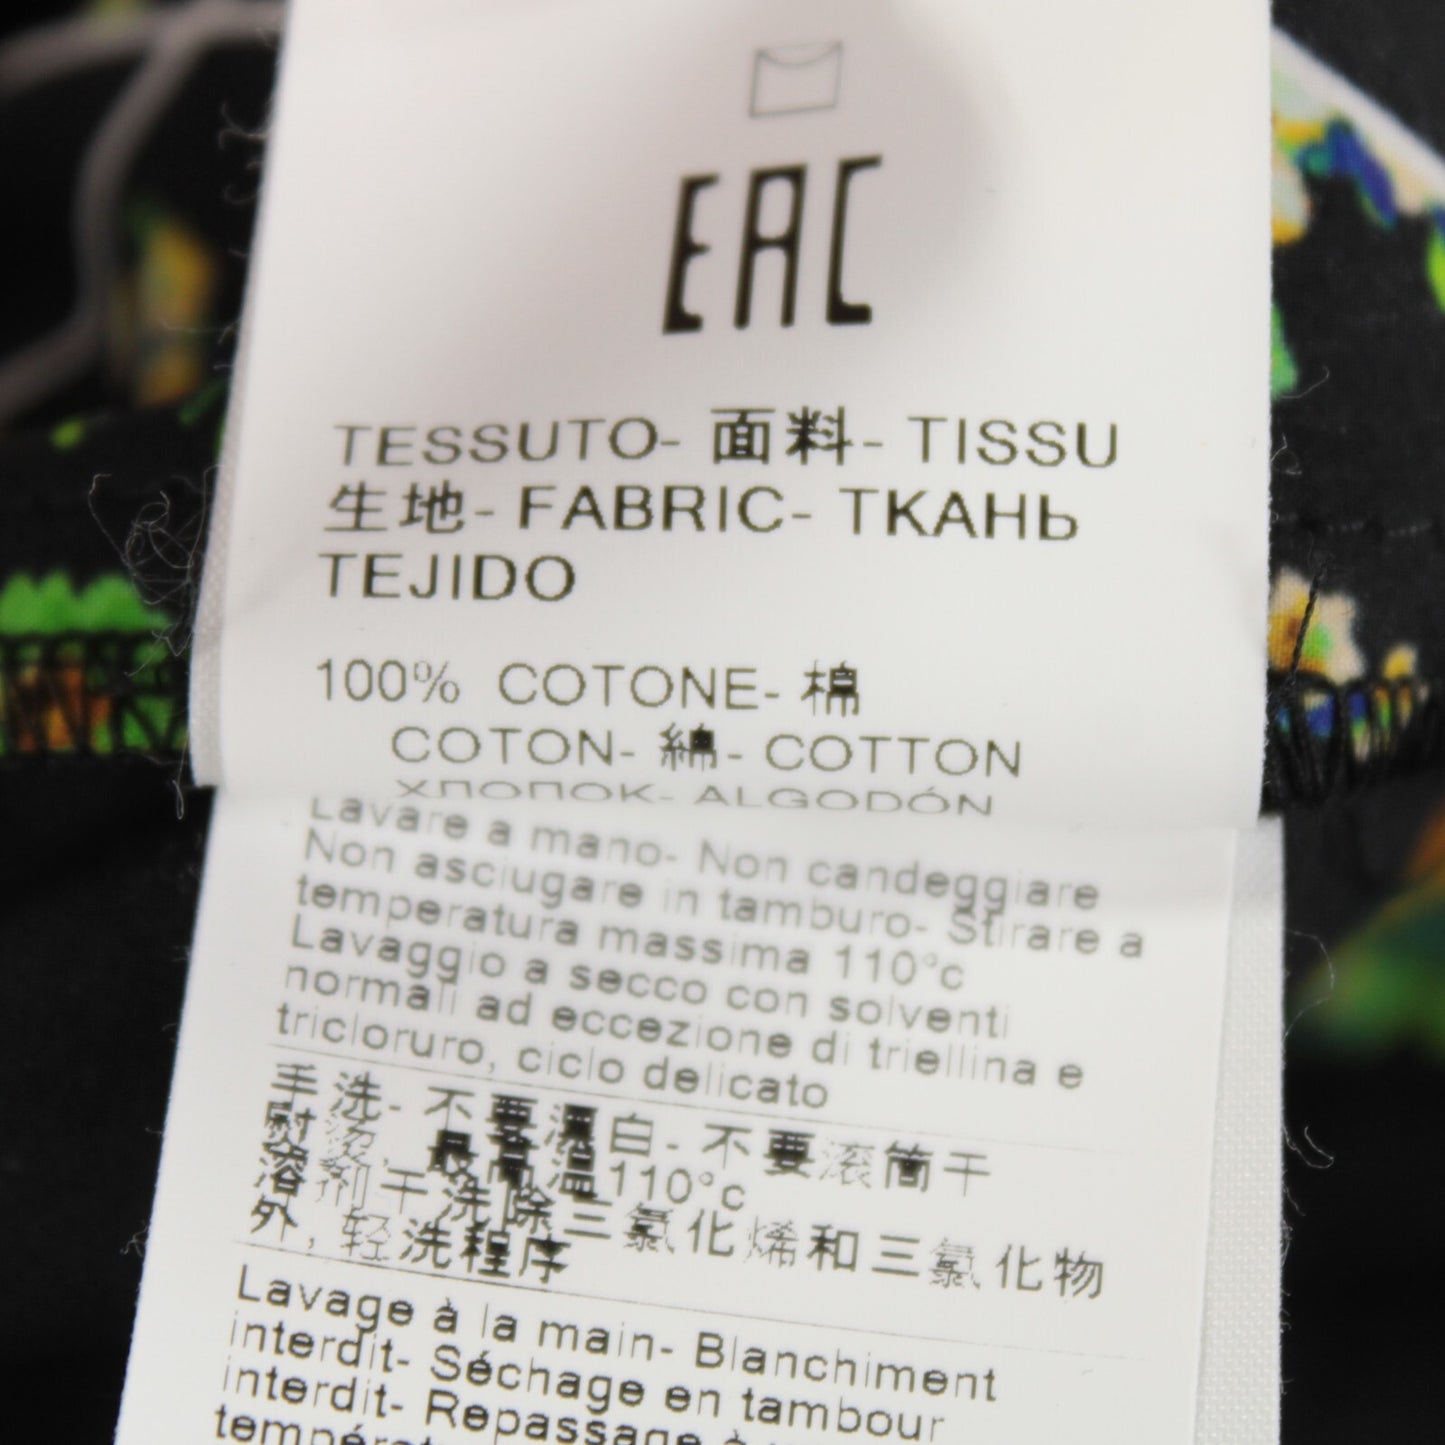 EAC
TESSUTO- 面料- TISSU
生地- FABRIC- ТКАНЬ
TEJIDO
100% COTONE- 棉
COTON- 綿- COTTON
ХЛОПОК- ALGODÓN
Lavare a mano- Non candeggiare
Non asciugare in tamburo- Stirare a
temperatura massima 110°c
Lavaggio a secco con solventi
normali ad eccezione di triellina e
tricloruro, ciclo delicato
手洗- 不要漂白- 不要滚筒干
熨烫, 最高温110°c
溶剂干洗除三氯化烯和三氯化物
外, 轻洗程序
Lavage à la main- Blanchiment
interdit- Séchage en tambour
interdit- Repassage à